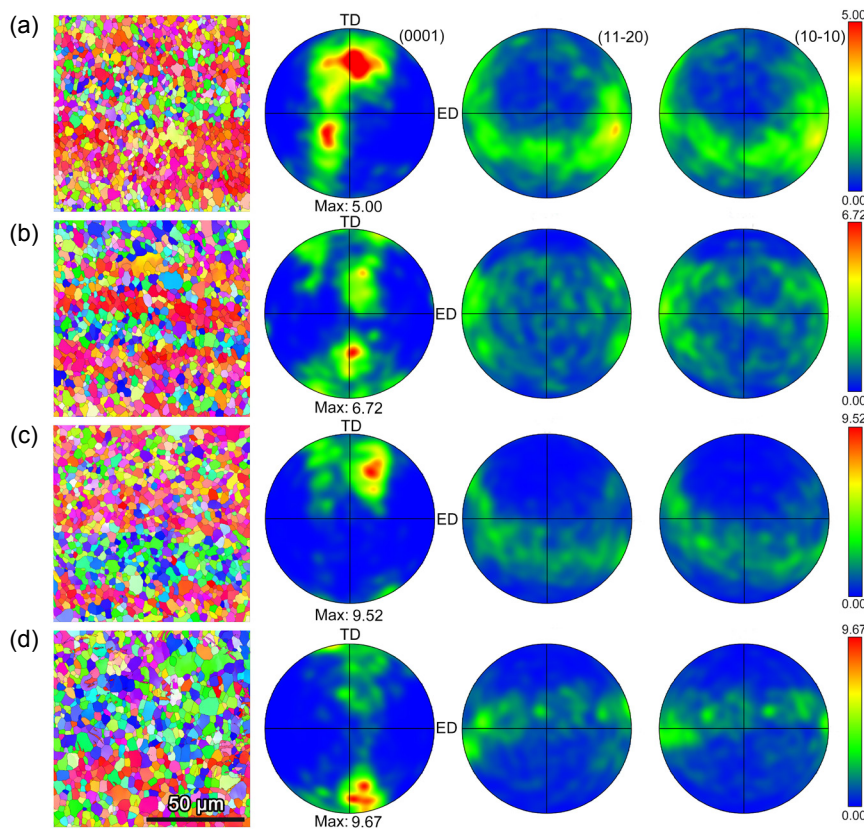 (a)
TD
(0001)
(11-20)
(10-10)
5.00
ED
0.00
Max: 5.00
(b)
TD
6.72
ED
0.00
Max: 6.72
(c)
TD
9.52
ED
0.00
Max: 9.52
(d)
TD
9.67
ED
0.00
50 μm
Max: 9.67